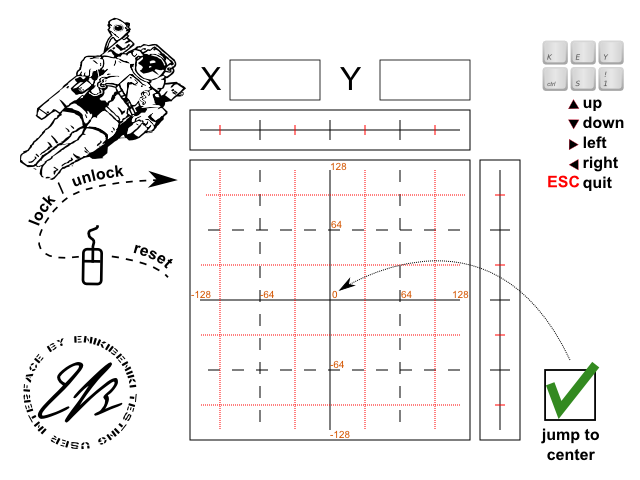 X Y
K E Y
ctrl S ! 1
up
down
left
right
ESC quit
lock / unlock
reset
128
64
-128 -64 0 64 128
-64
-128
INTERFACE BY ENIKIBENIKI TESTING USER
jump to
center